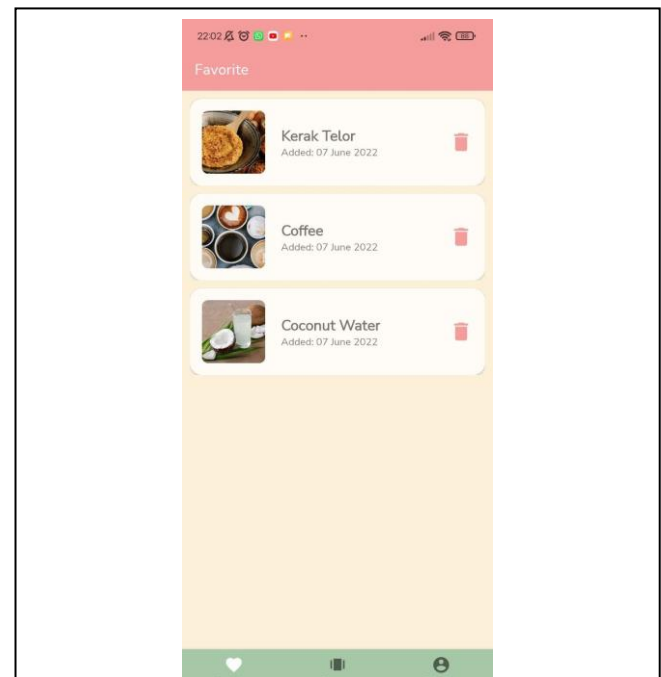 22:02
Favorite
Kerak Telor
Added: 07 June 2022
Coffee
Added: 07 June 2022
Coconut Water
Added: 07 June 2022